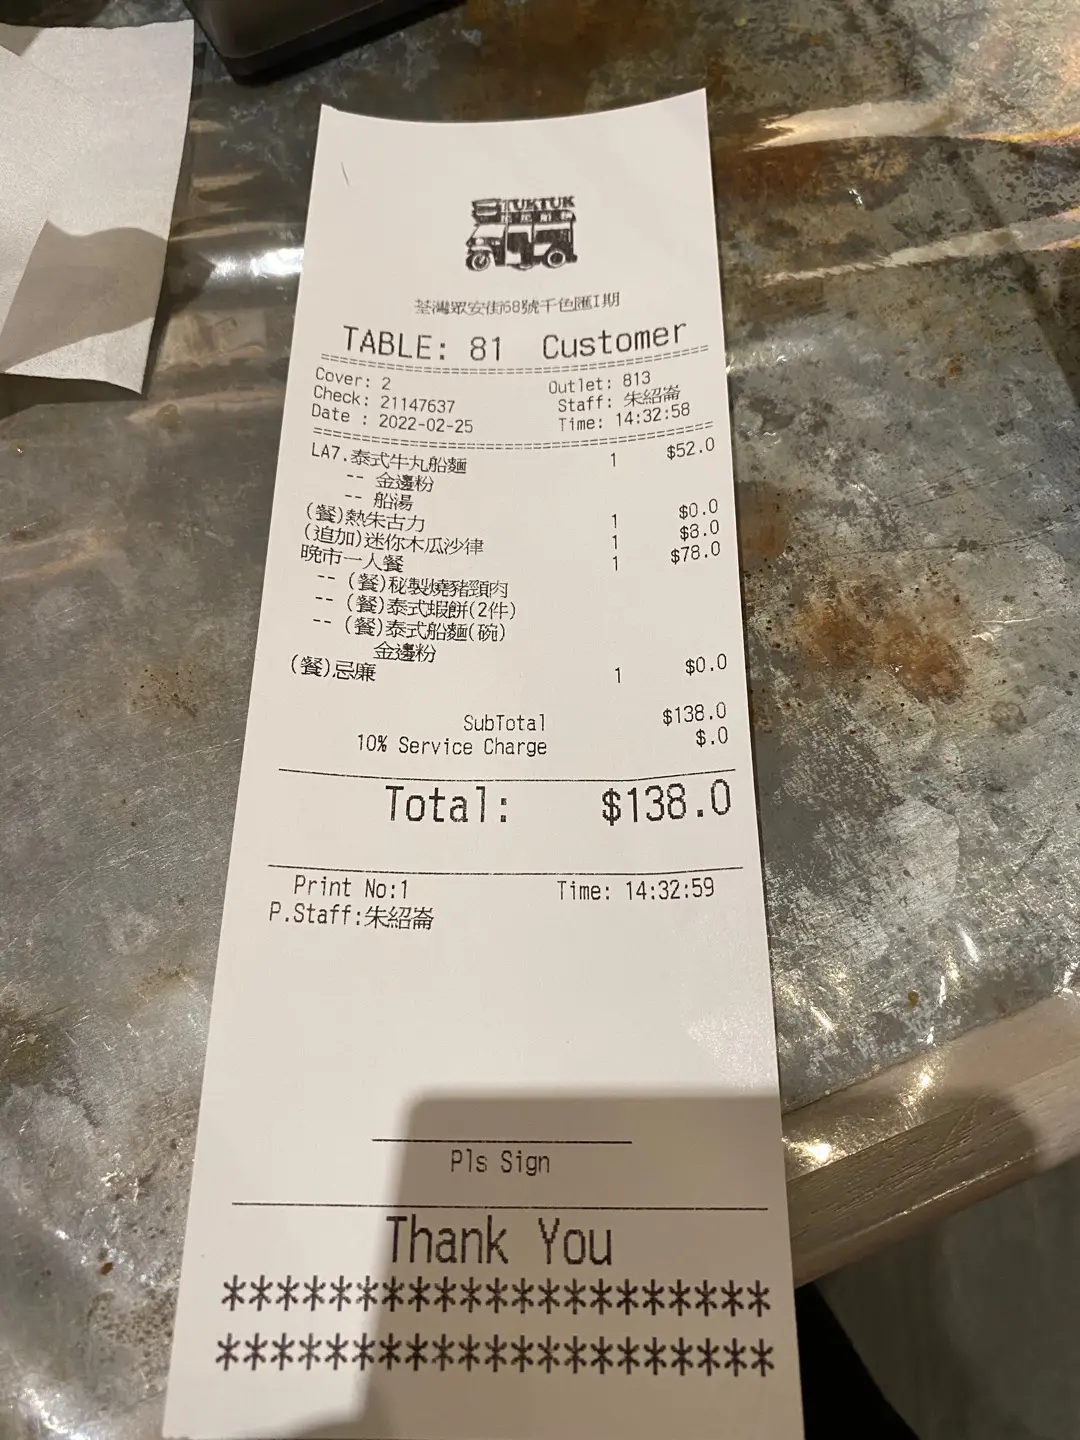 TUKTUK
荃灣眾安街68號千色匯I期
TABLE: 81 Customer
Cover: 2 Outlet: 813
Check: 21147637 Staff: 朱紹崙
Date : 2022-02-25 Time: 14:32:58
LA7.泰式牛丸船麵 1 $52.0
-- 金邊粉
-- 船湯
(餐)熱朱古力 1 $0.0
(追加)迷你木瓜沙律 1 $8.0
晚市一人餐 1 $78.0
-- (餐)秘製燒豬頸肉
-- (餐)泰式蝦餅(2件)
-- (餐)泰式船麵(碗)
金邊粉
(餐)忌廉 1 $0.0
SubTotal $138.0
10% Service Charge $.0
Total: $138.0
Print No:1 Time: 14:32:59
P.Staff:朱紹崙
Pls Sign
Thank You
*********************
*********************